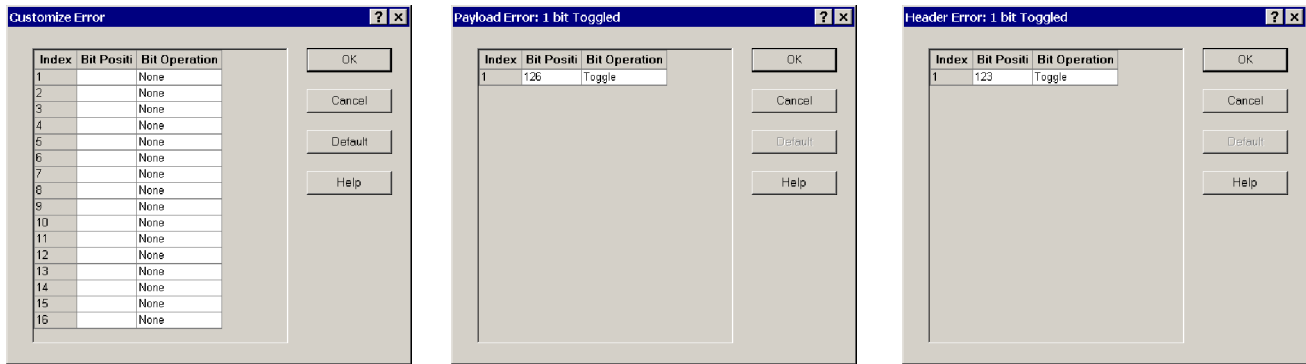 Customize Error
Index Bit Positi Bit Operation
1 None
2 None
3 None
4 None
5 None
6 None
7 None
8 None
9 None
10 None
11 None
12 None
13 None
14 None
15 None
16 None
OK
Cancel
Default
Help
Payload Error: 1 bit Toggled
Index Bit Positi Bit Operation
1 126 Toggle
OK
Cancel
Default
Help
Header Error: 1 bit Toggled
Index Bit Positi Bit Operation
1 123 Toggle
OK
Cancel
Default
Help